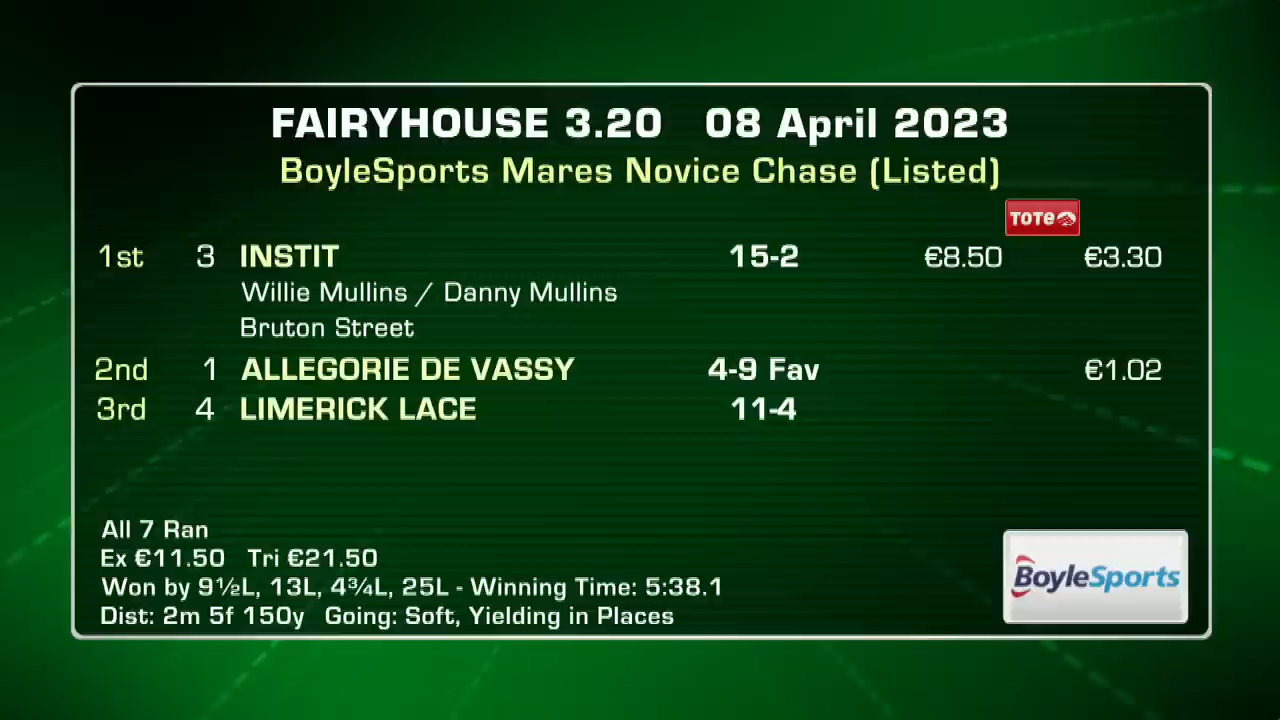 FAIRYHOUSE 3.20 08 April 2023
BoyleSports Mares Novice Chase (Listed)
TOTE
1st 3 INSTIT 15-2 €8.50 €3.30
Willie Mullins / Danny Mullins
Bruton Street
2nd 1 ALLEGORIE DE VASSY 4-9 Fav €1.02
3rd 4 LIMERICK LACE 11-4
All 7 Ran
Ex €11.50 Tri €21.50
Won by 9½L, 13L, 4¾L, 25L - Winning Time: 5:38.1
Dist: 2m 5f 150y Going: Soft, Yielding in Places
BoyleSports